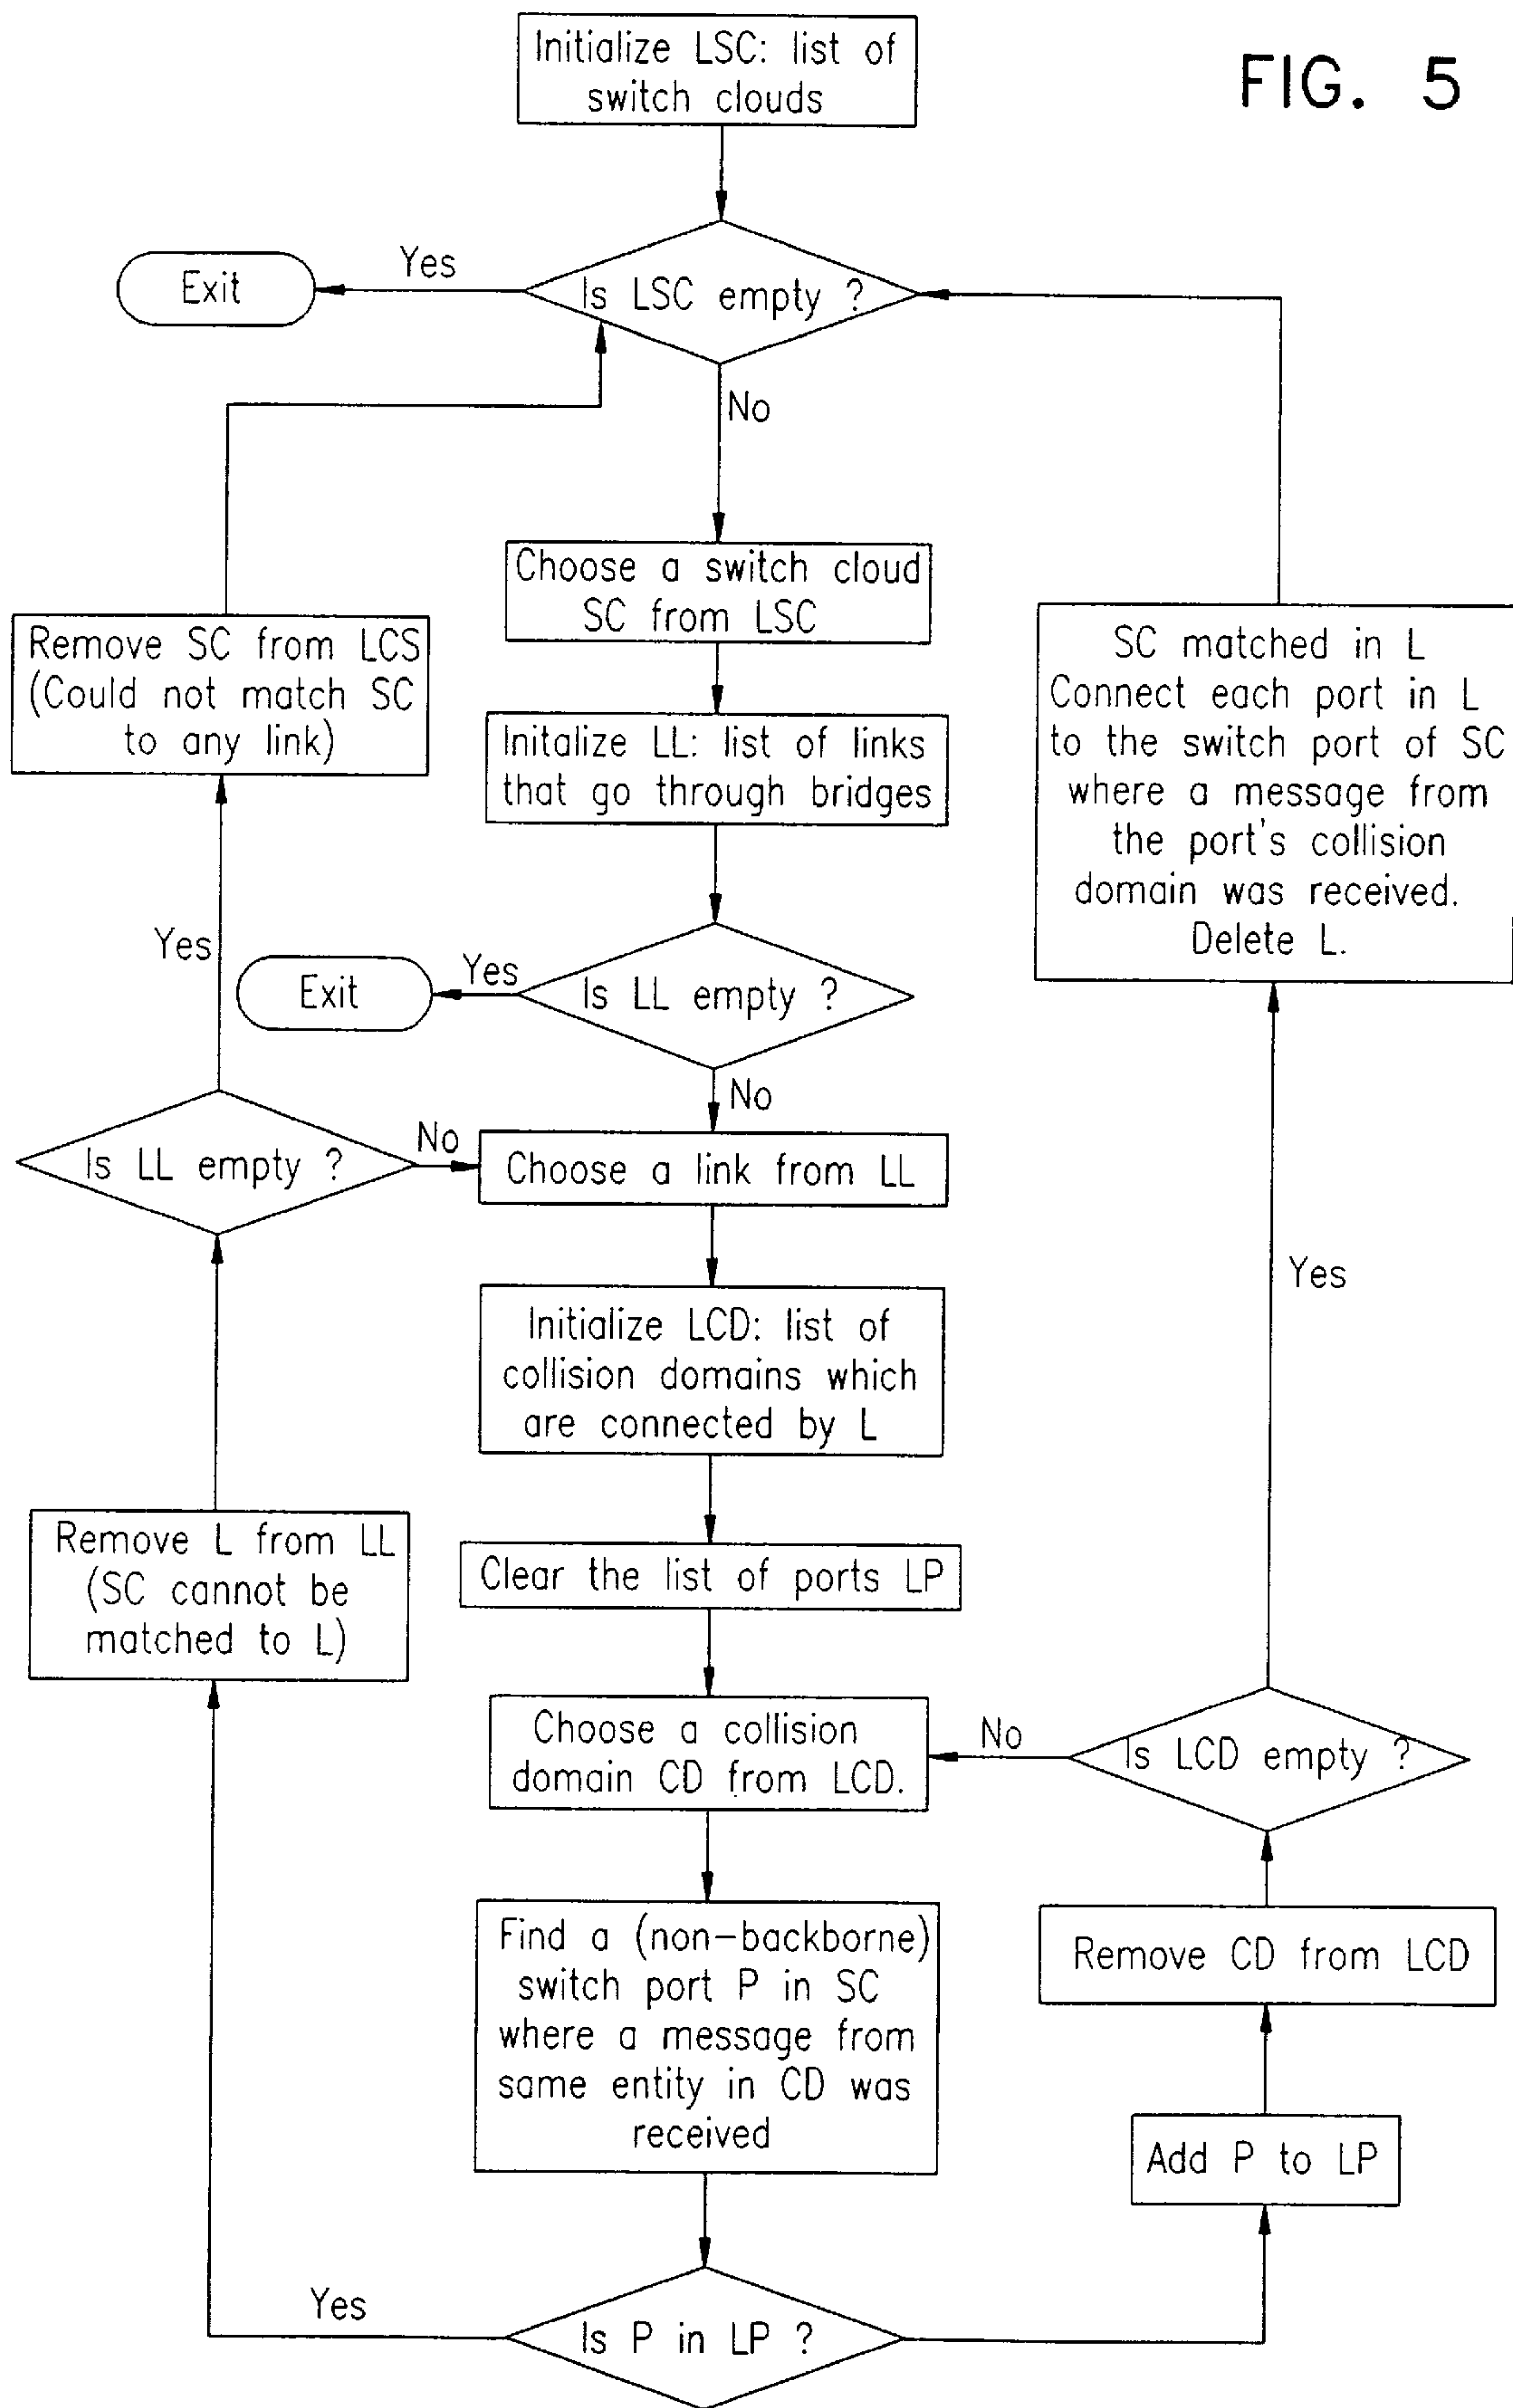 FIG. 5
Initialize LSC: list of
switch clouds
Is LSC empty ?
Yes
Exit
No
Choose a switch cloud
SC from LSC
Initalize LL: list of links
that go through bridges
Is LL empty ?
Yes
Exit
No
Choose a link from LL
Initialize LCD: list of
collision domains which
are connected by L
Clear the list of ports LP
Choose a collision
domain CD from LCD.
Find a (non-backborne)
switch port P in SC
where a message from
same entity in CD was
received
Is P in LP ?
Yes
Remove L from LL
(SC cannot be
matched to L)
Is LL empty ?
No
Yes
Remove SC from LCS
(Could not match SC
to any link)
Add P to LP
Remove CD from LCD
Is LCD empty ?
No
Yes
SC matched in L
Connect each port in L
to the switch port of SC
where a message from
the port's collision
domain was received.
Delete L.